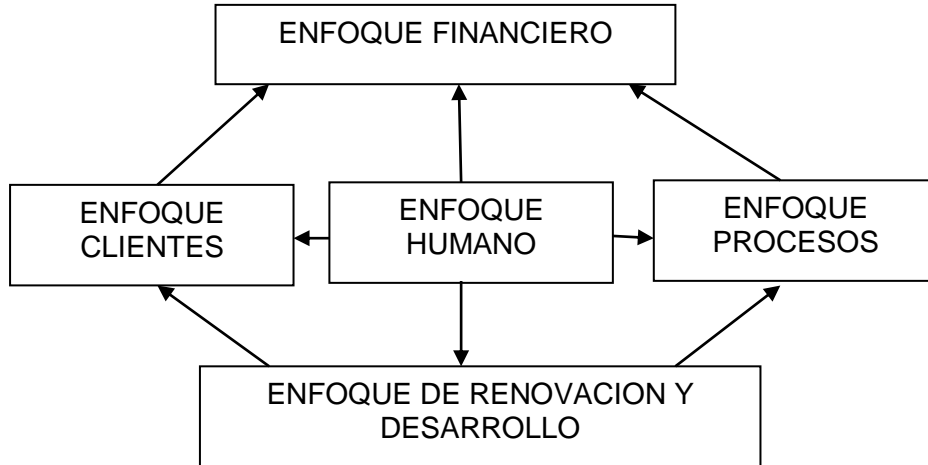 ENFOQUE FINANCIERO
ENFOQUE
CLIENTES
ENFOQUE
HUMANO
ENFOQUE
PROCESOS
ENFOQUE DE RENOVACION Y
DESARROLLO